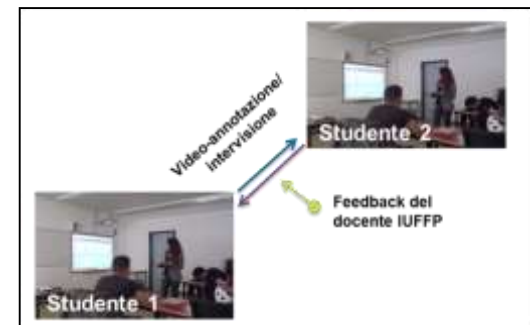 Video-annotazione/
intervisione
Studente 2
Feedback del
docente IUFFP
Studente 1